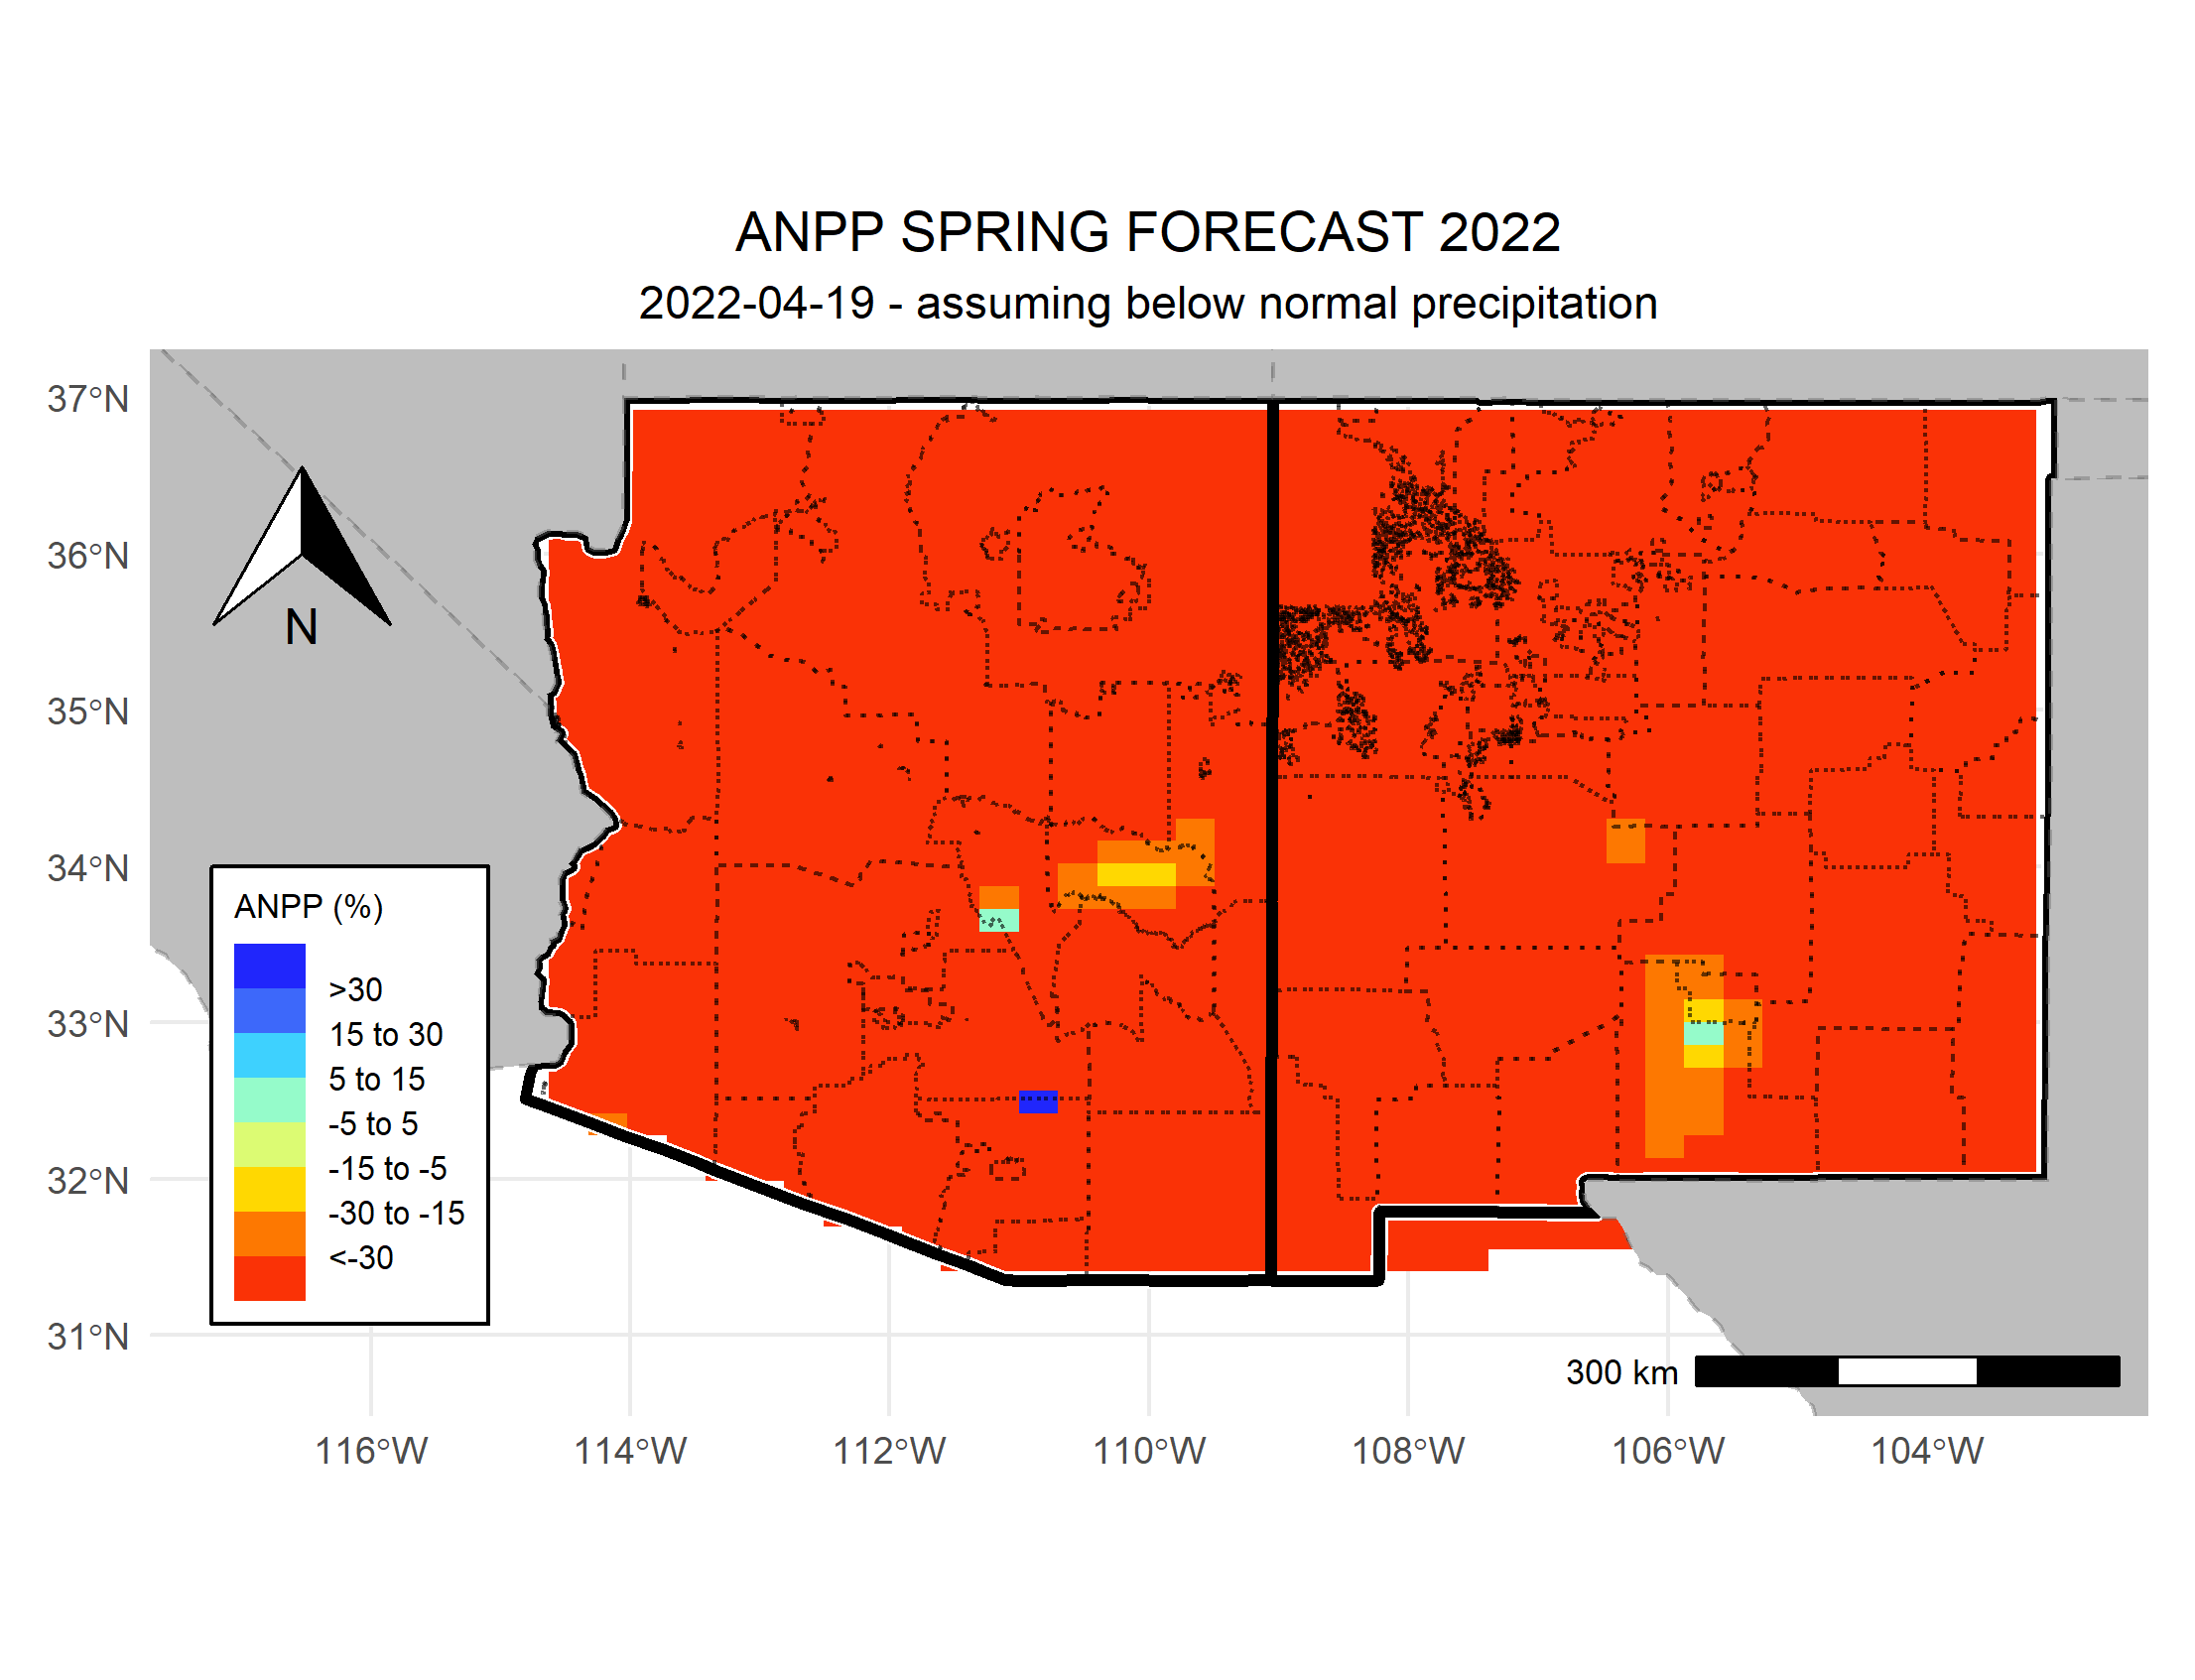 ANPP SPRING FORECAST 2022
2022-04-19 - assuming below normal precipitation
37°N
36°N
35°N
34°N
33°N
32°N
31°N
N
ANPP (%)
>30
15 to 30
5 to 15
-5 to 5
-15 to -5
-30 to -15
<-30
300 km
116°W
114°W
112°W
110°W
108°W
106°W
104°W